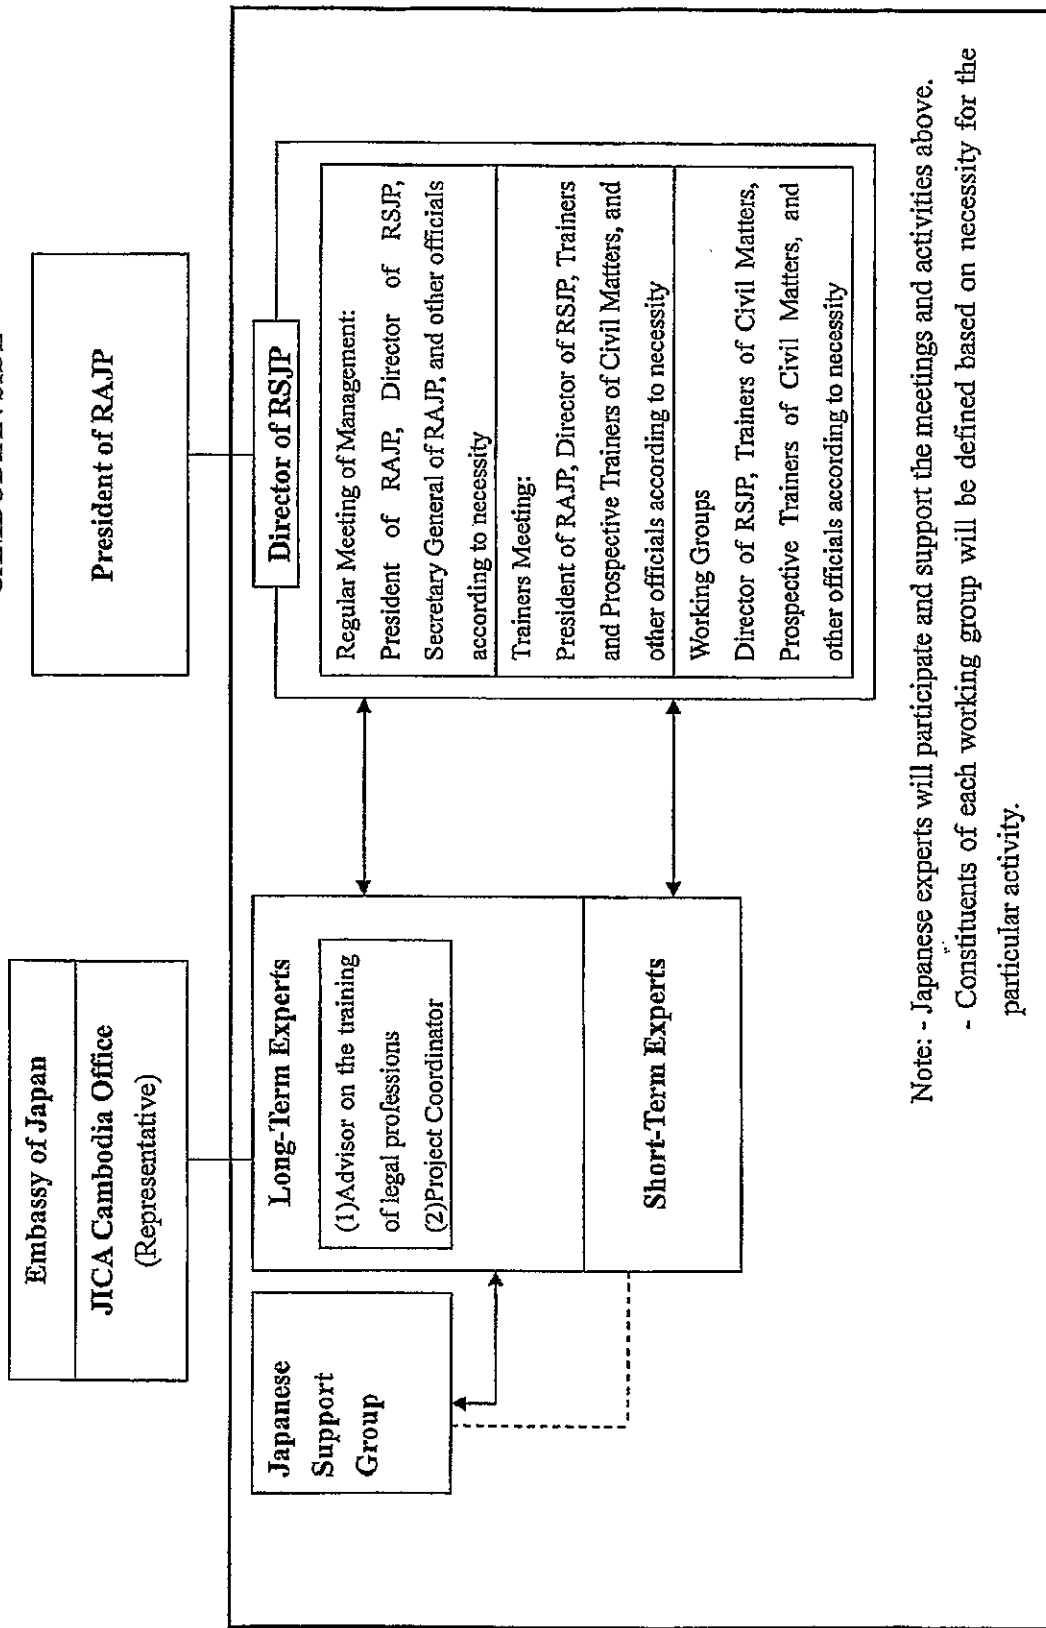 Embassy of Japan
JICA Cambodia Office
(Representative)
President of RAJP
Japanese
Support
Group
Long-Term Experts
(1)Advisor on the training
of legal professions
(2)Project Coordinator
Short-Term Experts
Director of RSJP
Regular Meeting of Management:
President of RAJP, Director of RSJP,
Secretary General of RAJP, and other officials
according to necessity
Trainers Meeting:
President of RAJP, Director of RSJP, Trainers
and Prospective Trainers of Civil Matters, and
other officials according to necessity
Working Groups
Director of RSJP, Trainers of Civil Matters,
Prospective Trainers of Civil Matters, and
other officials according to necessity
Note: - Japanese experts will participate and support the meetings and activities above.
- Constituents of each working group will be defined based on necessity for the
particular activity.